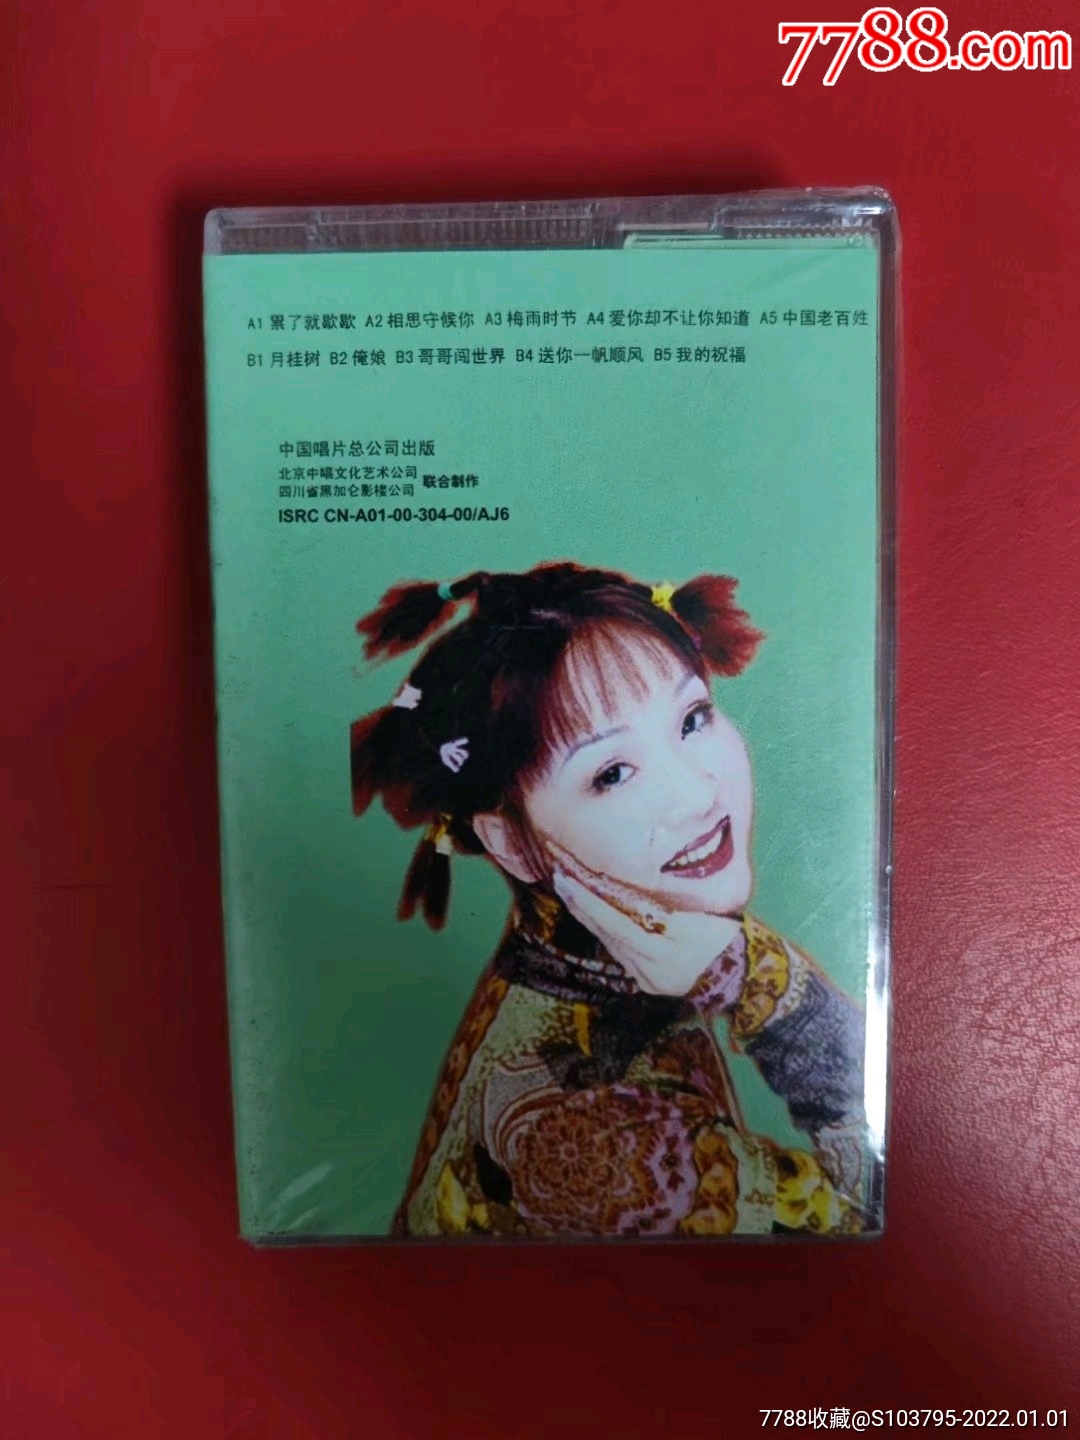 7788.com
A1 累了就歇歇 A2 相思守候你 A3 梅雨时节 A4 爱你却不让你知道 A5 中国老百姓
B1 月桂树 B2 俺娘 B3 哥哥闯世界 B4 送你一帆顺风 B5 我的祝福
中国唱片总公司出版
北京中唱文化艺术公司
四川省黑加仑影楼公司 联合制作
ISRC CN-A01-00-304-00/AJ6
7788收藏@S103795-2022.01.01